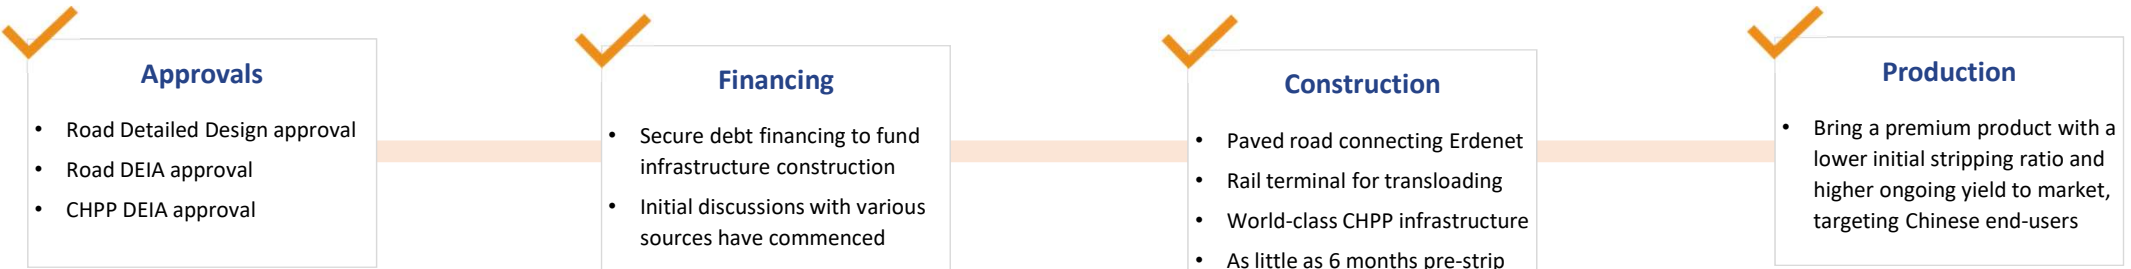 Approvals
• Road Detailed Design approval
• Road DEIA approval
• CHPP DEIA approval
Financing
• Secure debt financing to fund
infrastructure construction
• Initial discussions with various
sources have commenced
Construction
• Paved road connecting Erdenet
• Rail terminal for transloading
• World-class CHPP infrastructure
• As little as 6 months pre-strip
Production
• Bring a premium product with a
lower initial stripping ratio and
higher ongoing yield to market,
targeting Chinese end-users